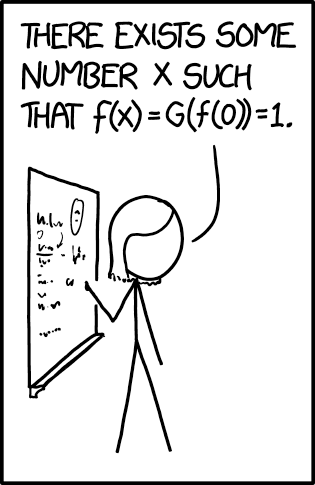 THERE EXISTS SOME
NUMBER X SUCH
THAT f(x)=G(f(0))=1.